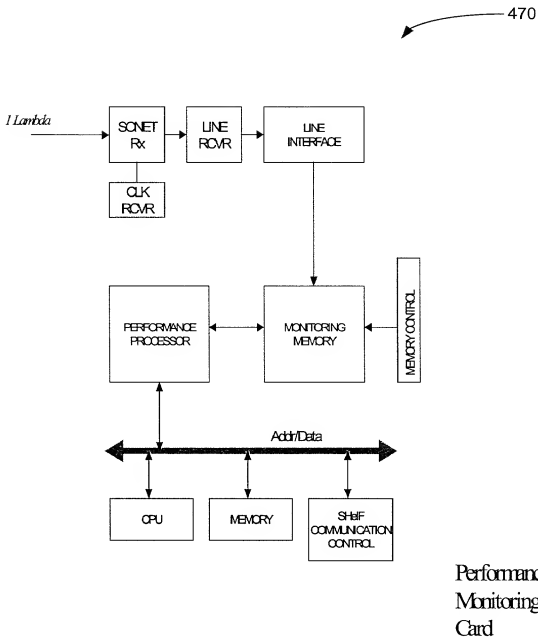 470
1 Lambda
SONET
Rx
LINE
RCVR
LINE
INTERFACE
CLK
RCVR
PERFORMANCE
PROCESSOR
MONITORING
MEMORY
MEMORY CONTROL
Addr/Data
CPU
MEMORY
SHelF
COMMUNICATION
CONTROL
Performanc
Monitoring
Card